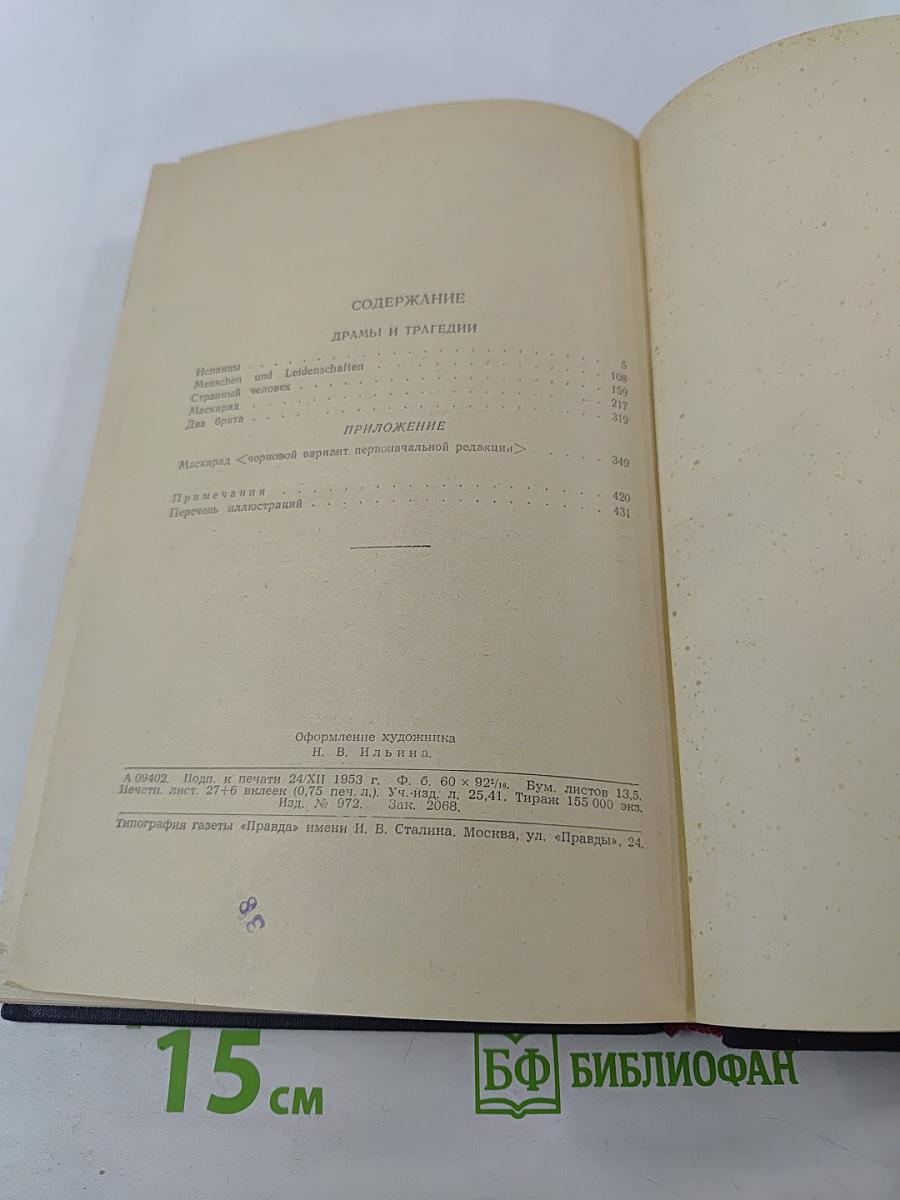 СОДЕРЖАНИЕ
ДРАМЫ И ТРАГЕДИИ
Испанцы . . . . . . . . . . . . . . . . . . . . 5
Menschen und Leidenschaften . . . . . . . . . . . . 108
Странный человек . . . . . . . . . . . . . . . . 159
Маскарад . . . . . . . . . . . . . . . . . . . 217
Два брата . . . . . . . . . . . . . . . . . . . 319
ПРИЛОЖЕНИЕ
Маскарад <черновой вариант первоначальной редакции> . . . . 349
Примечания . . . . . . . . . . . . . . . . . . 420
Перечень иллюстраций . . . . . . . . . . . . . . . 431
Оформление художника
Н. В. Ильина.
А 09402. Подп. к печати 24/XII 1953 г. Ф. б. 60 × 92¹/₁₆. Бум. листов 13,5.
Печатн. лист. 27+6 вклеек (0,75 печ. л.). Уч.-изд. л. 25,41. Тираж 155 000 экз.
Изд. № 972. Зак. 2068.
Типография газеты «Правда» имени И. В. Сталина. Москва, ул. «Правды», 24.
38
15 см
БФ БИБЛИОФАН